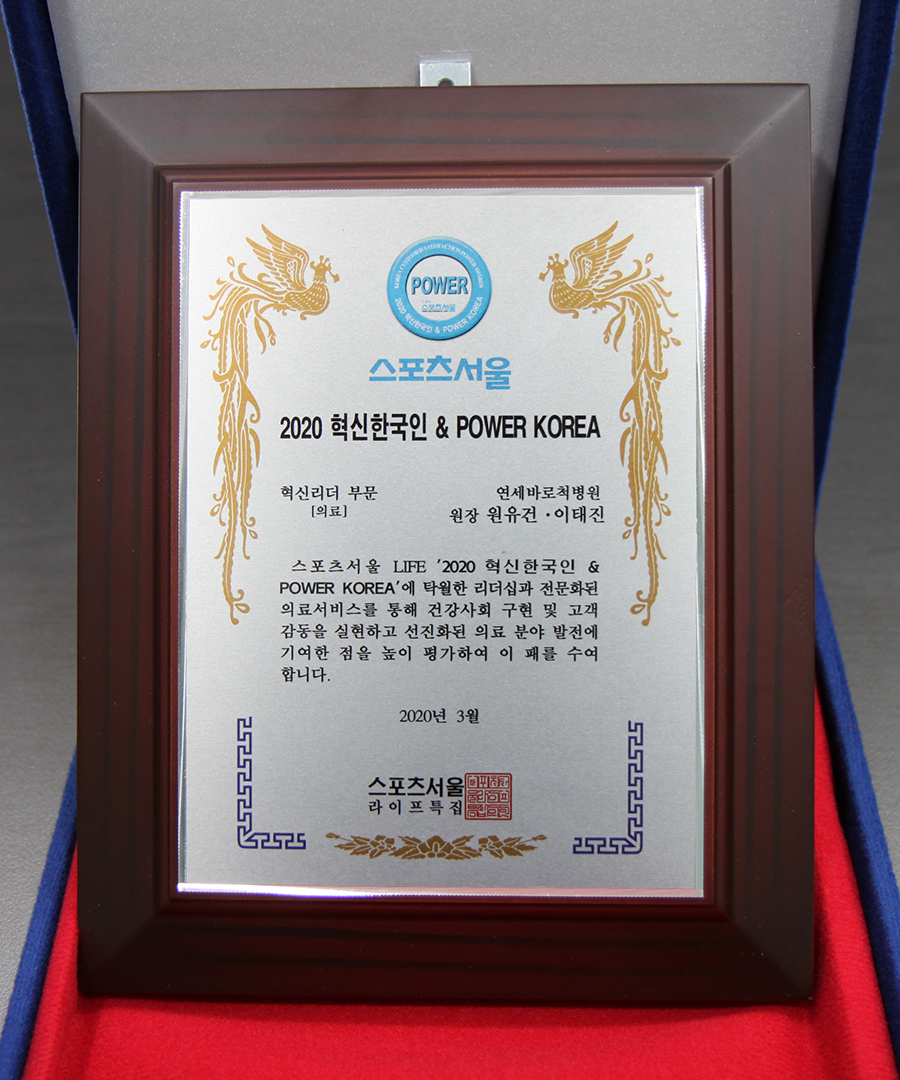 KOREA CUSTOMER SATISFACTION POWER AWARDS
POWER
스포츠서울
2020 혁신한국인 & POWER KOREA
스포츠서울
2020 혁신한국인 & POWER KOREA
혁신리더 부문 연세바로척병원
[의료] 원장 원유건 · 이태진
스포츠서울 LIFE '2020 혁신한국인 &
POWER KOREA'에 탁월한 리더십과 전문화된
의료서비스를 통해 건강사회 구현 및 고객
감동을 실현하고 선진화된 의료 분야 발전에
기여한 점을 높이 평가하여 이 패를 수여
합니다.
2020년 3월
스포츠서울
라이프특집